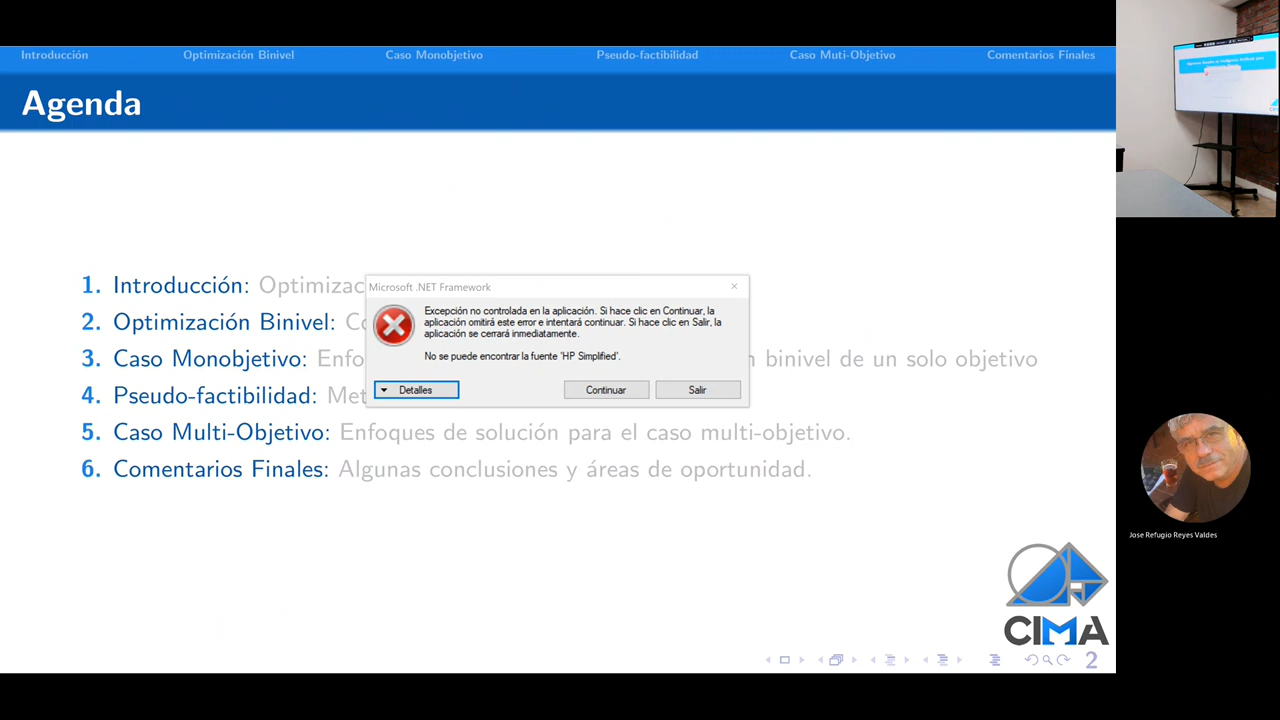 Introducción Optimización Binivel Caso Monobjetivo Pseudo-factibilidad Caso Muti-Objetivo Comentarios Finales
Agenda
1. Introducción: Optimizac
2. Optimización Binivel:
3. Caso Monobjetivo: Enfo binivel de un solo objetivo
4. Pseudo-factibilidad: Met
5. Caso Multi-Objetivo: Enfoques de solución para el caso multi-objetivo.
6. Comentarios Finales: Algunas conclusiones y áreas de oportunidad.
Microsoft .NET Framework
Excepción no controlada en la aplicación. Si hace clic en Continuar, la
aplicación omitirá este error e intentará continuar. Si hace clic en Salir, la
aplicación se cerrará inmediatamente.
No se puede encontrar la fuente 'HP Simplified'.
Detalles Continuar Salir
CIMA
2
Jose Refugio Reyes Valdes